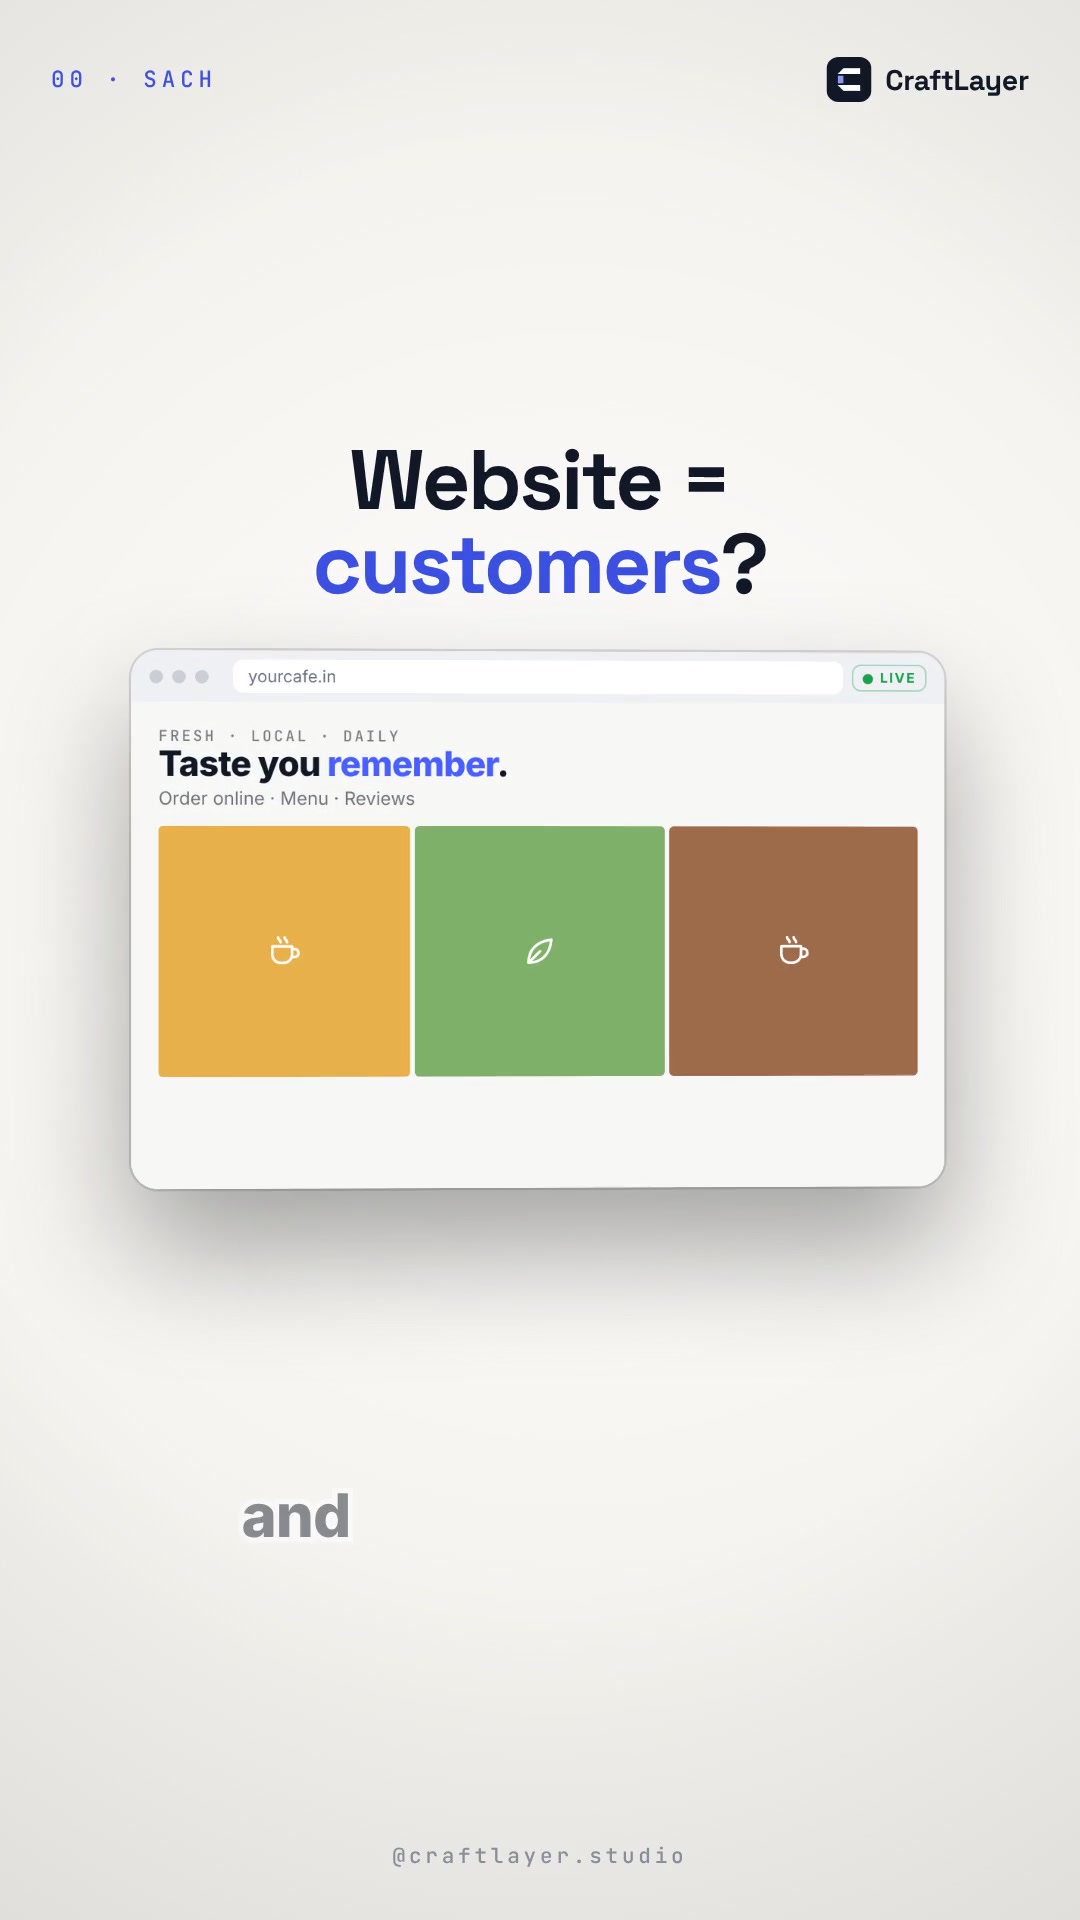 00 · SACH
CraftLayer
Website =
customers?
yourcafe.in
LIVE
FRESH · LOCAL · DAILY
Taste you remember.
Order online · Menu · Reviews
and
@craftlayer.studio